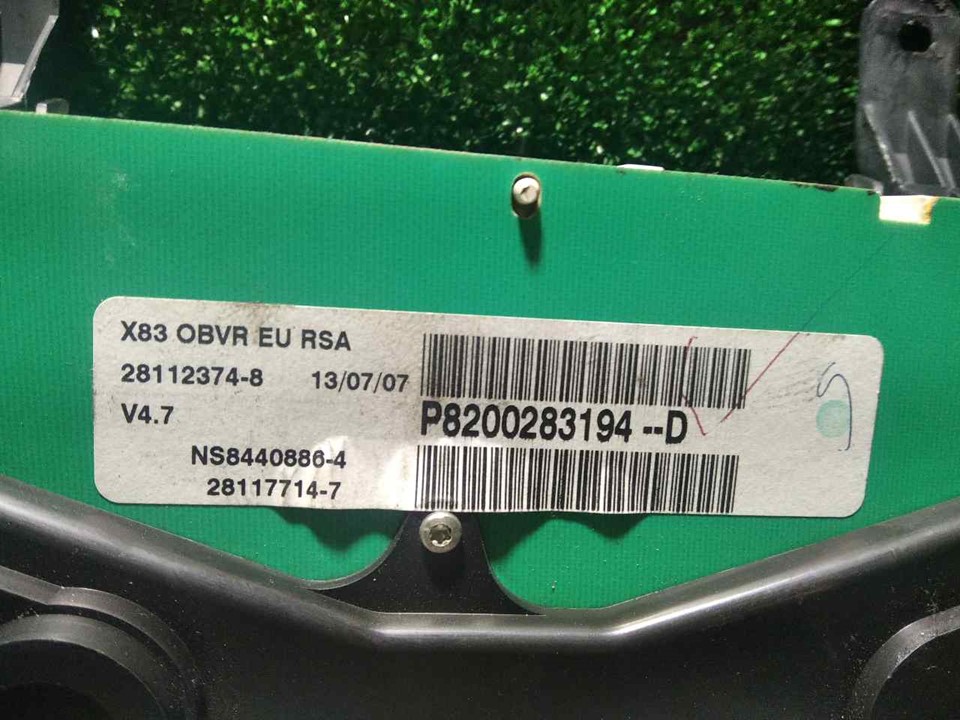 X83 OBVR EU RSA
28112374-8 13/07/07
V4.7
P8200283194 --D
NS8440886-4
28117714-7